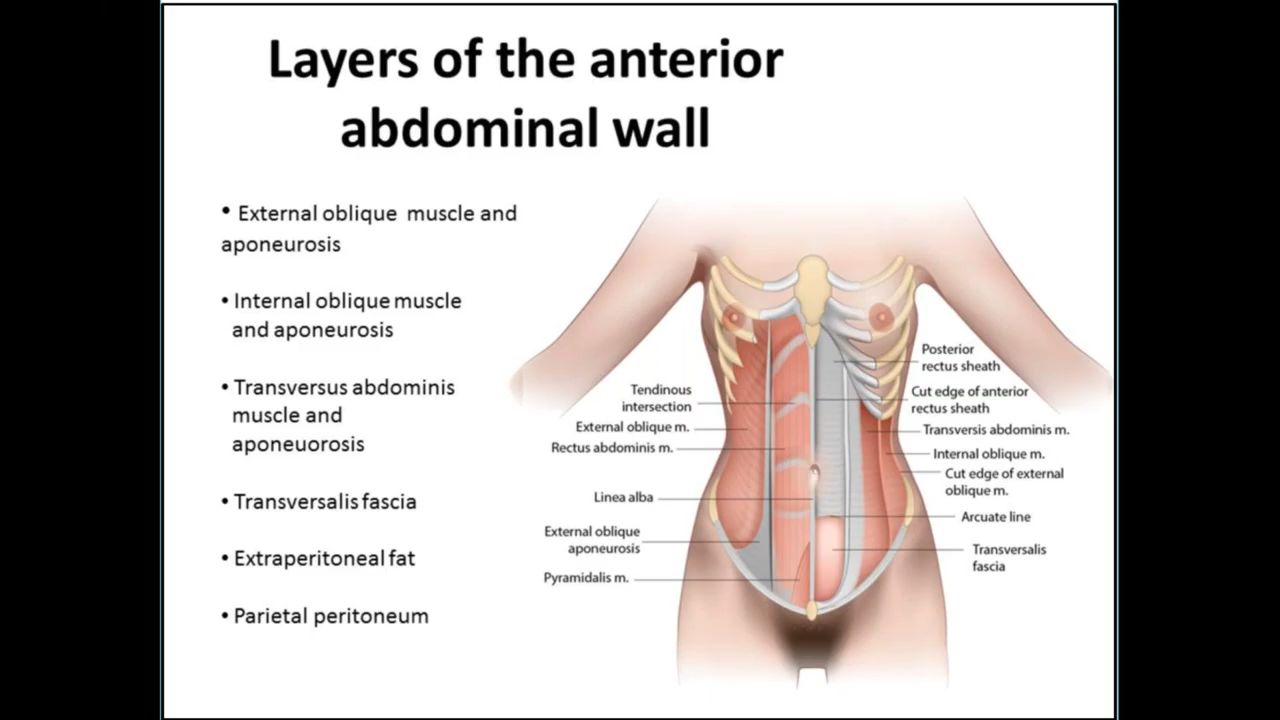 Layers of the anterior
abdominal wall
• External oblique muscle and
aponeurosis
• Internal oblique muscle
and aponeurosis
• Transversus abdominis
muscle and
aponeuorosis
• Transversalis fascia
• Extraperitoneal fat
• Parietal peritoneum
Tendinous
intersection
External oblique m.
Rectus abdominis m.
Linea alba
External oblique
aponeurosis
Pyramidalis m.
Posterior
rectus sheath
Cut edge of anterior
rectus sheath
Transversis abdominis m.
Internal oblique m.
Cut edge of external
oblique m.
Arcuate line
Transversalis
fascia